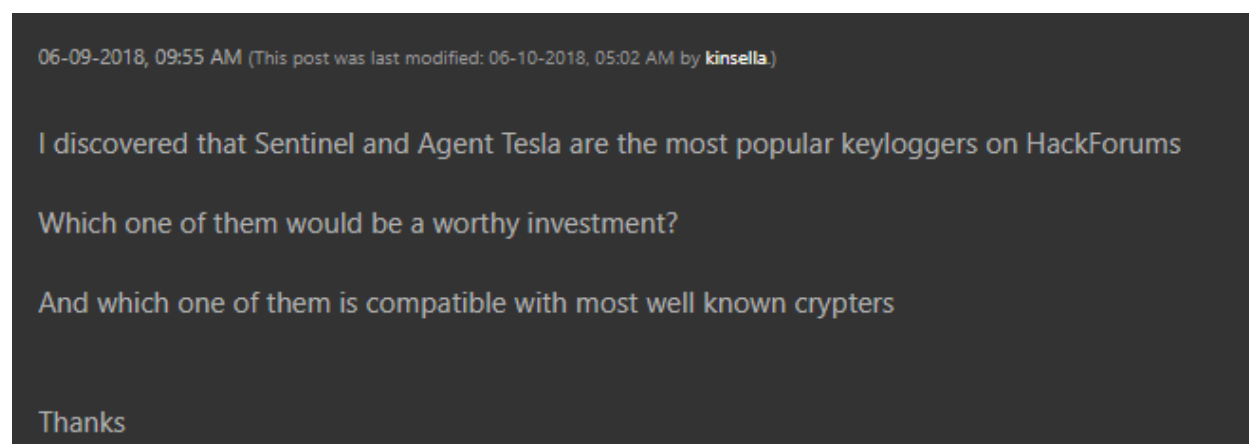 06-09-2018, 09:55 AM (This post was last modified: 06-10-2018, 05:02 AM by kinsella.)
I discovered that Sentinel and Agent Tesla are the most popular keyloggers on HackForums
Which one of them would be a worthy investment?
And which one of them is compatible with most well known crypters
Thanks